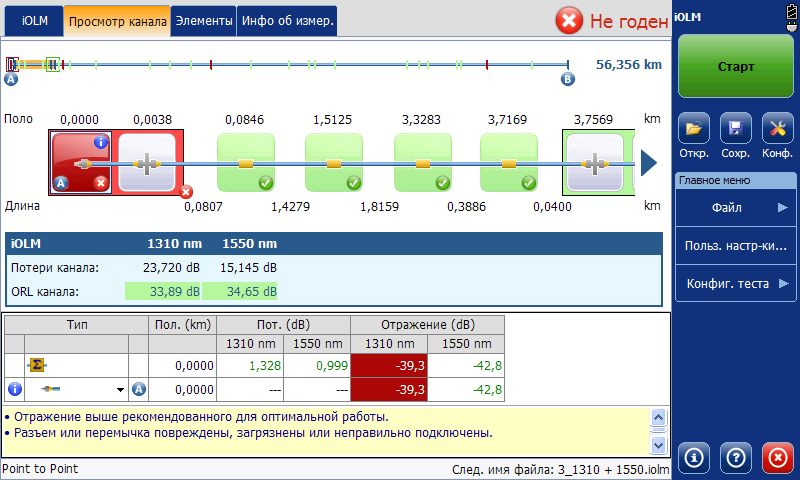 iOLM
Просмотр канала
Элементы
Инфо об измер.
Не годен
iOLM
A
B
56,356 km
Старт
Поло
0,0000
0,0038
0,0846
1,5125
3,3283
3,7169
3,7569
km
Откр.
Сохр.
Конф.
i
A
Длина
0,0807
1,4279
1,8159
0,3886
0,0400
km
Главное меню
Файл
Польз. настр-ки...
Конфиг. теста
iOLM 1310 nm 1550 nm
Потери канала: 23,720 dB 15,145 dB
ORL канала: 33,89 dB 34,65 dB
Тип Пол. (km) Пот. (dB) Отражение (dB)
1310 nm 1550 nm 1310 nm 1550 nm
Σ 0,0000 1,328 0,999 -39,3 -42,8
i A 0,0000 --- --- -39,3 -42,8
• Отражение выше рекомендованного для оптимальной работы.
• Разъем или перемычка повреждены, загрязнены или неправильно подключены.
i ?
Point to Point
След. имя файла: 3_1310 + 1550.iolm